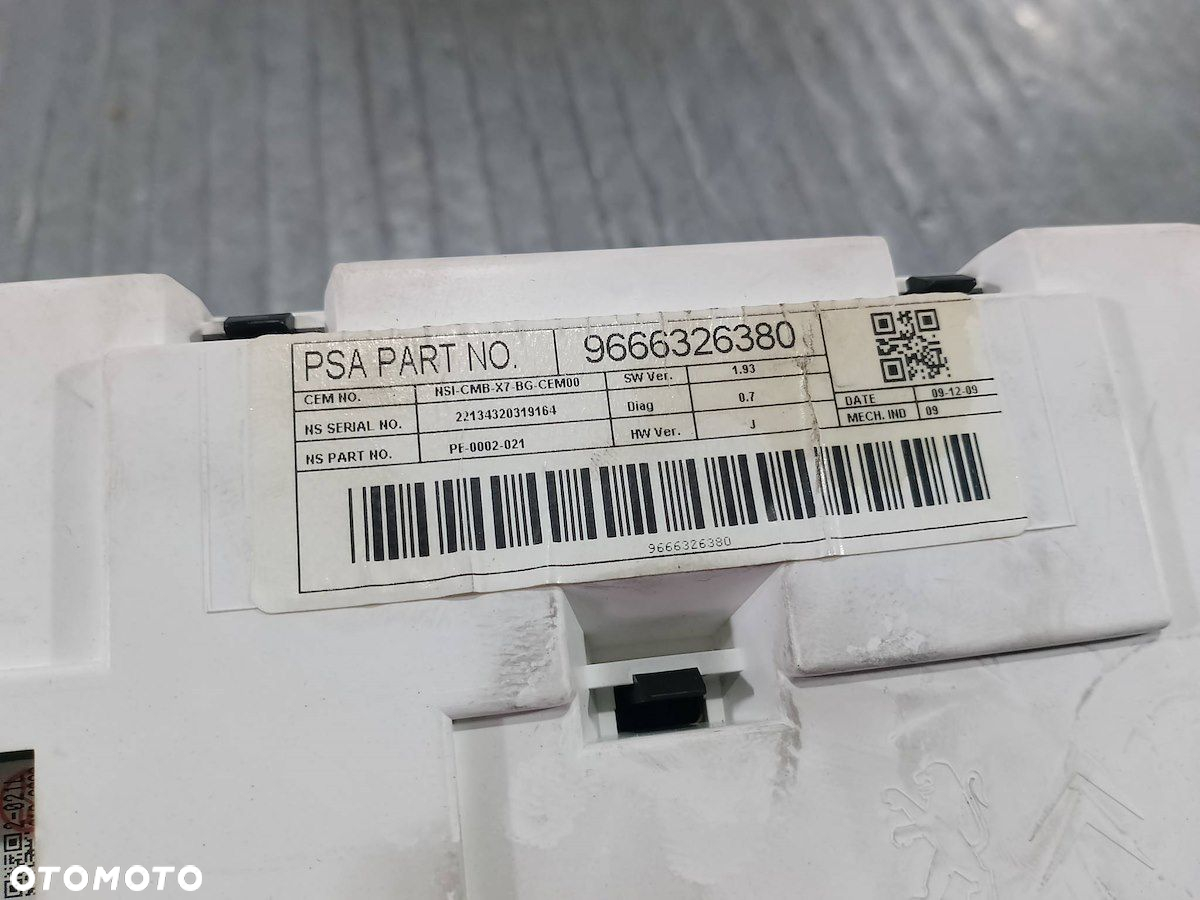 PSA PART NO. 9666326380
CEM NO. NSI-CMB-X7-BG-CEM00 SW Ver. 1.93
NS SERIAL NO. 22134320319164 Diag 0.7 DATE 09-12-09
NS PART NO. PF-0002-021 HW Ver. J MECH. IND 09
9666326380
2-0211
OTOMOTO